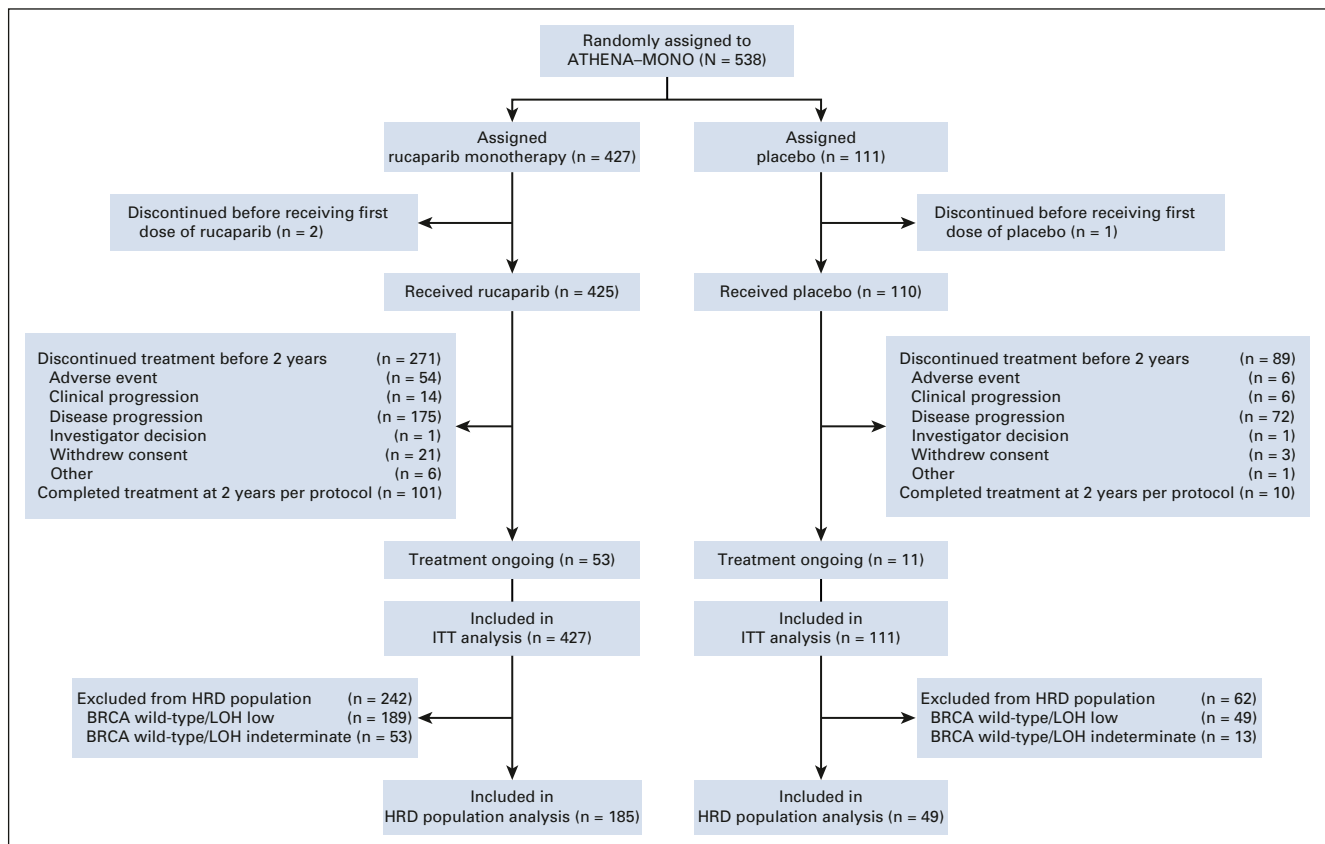 Randomly assigned to
ATHENA–MONO (N = 538)
Assigned
rucaparib monotherapy (n = 427)
Assigned
placebo (n = 111)
Discontinued before receiving first
dose of rucaparib (n = 2)
Discontinued before receiving first
dose of placebo (n = 1)
Received rucaparib (n = 425)
Received placebo (n = 110)
Discontinued treatment before 2 years (n = 271)
Adverse event (n = 54)
Clinical progression (n = 14)
Disease progression (n = 175)
Investigator decision (n = 1)
Withdrew consent (n = 21)
Other (n = 6)
Completed treatment at 2 years per protocol (n = 101)
Discontinued treatment before 2 years (n = 89)
Adverse event (n = 6)
Clinical progression (n = 6)
Disease progression (n = 72)
Investigator decision (n = 1)
Withdrew consent (n = 3)
Other (n = 1)
Completed treatment at 2 years per protocol (n = 10)
Treatment ongoing (n = 53)
Treatment ongoing (n = 11)
Included in
ITT analysis (n = 427)
Included in
ITT analysis (n = 111)
Excluded from HRD population (n = 242)
BRCA wild-type/LOH low (n = 189)
BRCA wild-type/LOH indeterminate (n = 53)
Excluded from HRD population (n = 62)
BRCA wild-type/LOH low (n = 49)
BRCA wild-type/LOH indeterminate (n = 13)
Included in
HRD population analysis (n = 185)
Included in
HRD population analysis (n = 49)